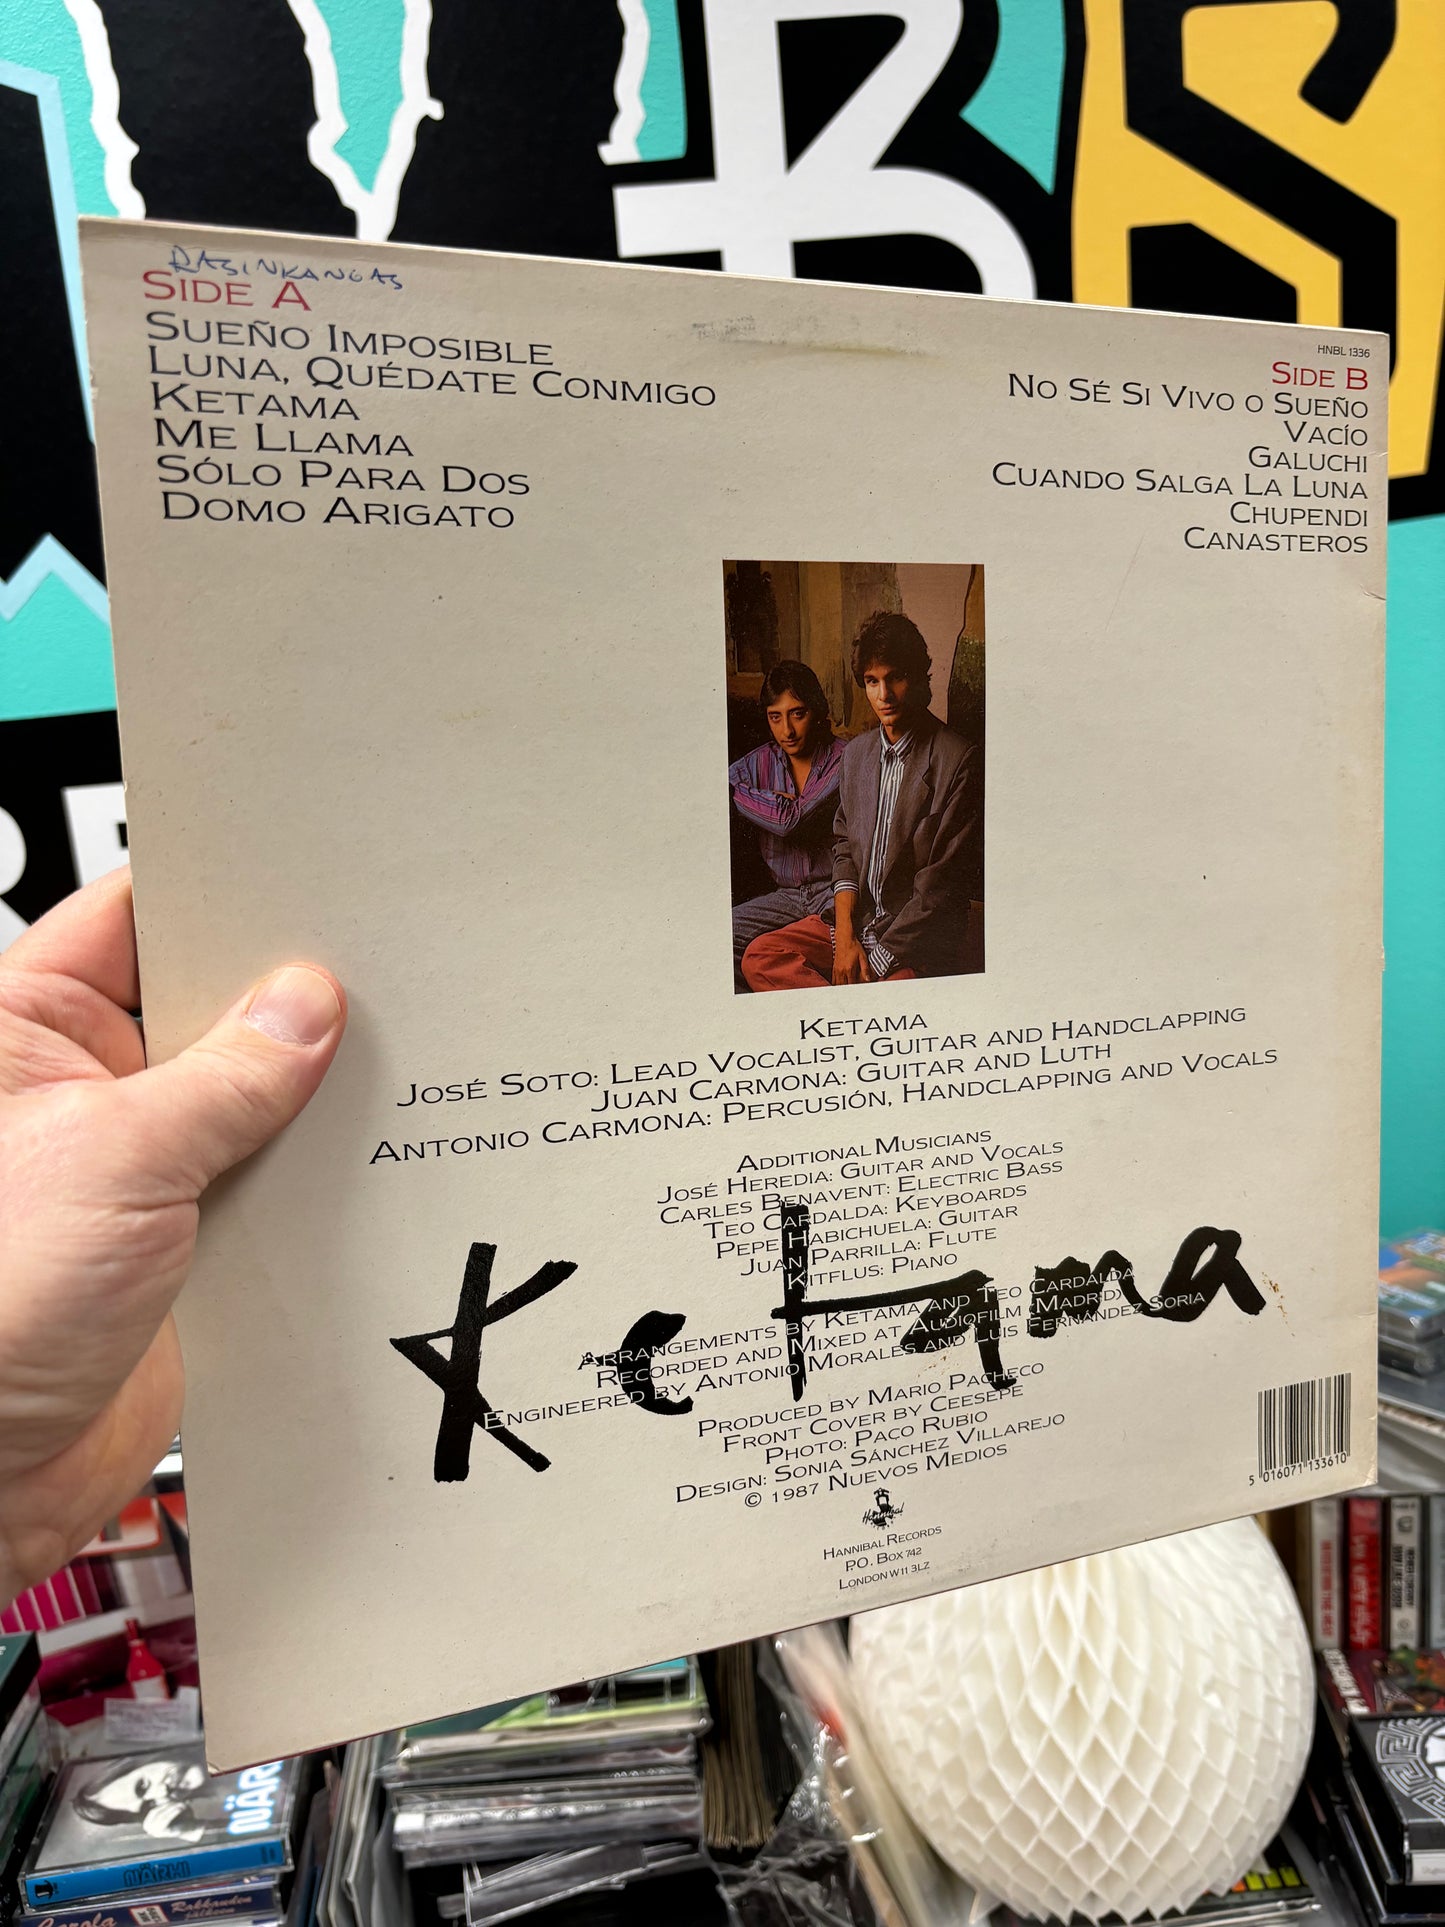 RASINKANGAS
SIDE A
SUEÑO IMPOSIBLE
LUNA, QUÉDATE CONMIGO
KETAMA
ME LLAMA
SÓLO PARA DOS
DOMO ARIGATO
HNBL 1336
SIDE B
NO SÉ SI VIVO O SUEÑO
VACÍO
GALUCHI
CUANDO SALGA LA LUNA
CHUPENDI
CANASTEROS
KETAMA
JOSÉ SOTO: LEAD VOCALIST, GUITAR AND HANDCLAPPING
JUAN CARMONA: GUITAR AND LUTH
ANTONIO CARMONA: PERCUSIÓN, HANDCLAPPING AND VOCALS
ADDITIONAL MUSICIANS
JOSÉ HEREDIA: GUITAR AND VOCALS
CARLES BENAVENT: ELECTRIC BASS
TEO CARDALDA: KEYBOARDS
PEPE HABICHUELA: GUITAR
JUAN PARRILLA: FLUTE
KITFLUS: PIANO
Ketama
ARRANGEMENTS BY KETAMA AND TEO CARDALDA
RECORDED AND MIXED AT AUDIOFILM (MADRID)
ENGINEERED BY ANTONIO MORALES AND LUIS FERNÁNDEZ SORIA
PRODUCED BY MARIO PACHECO
FRONT COVER BY CEESEPE
PHOTO: PACO RUBIO
DESIGN: SONIA SÁNCHEZ VILLAREJO
© 1987 NUEVOS MEDIOS
Hannibal
HANNIBAL RECORDS
P.O. BOX 742
LONDON W11 3LZ
5 016071 133610
NÄRHI
Rakkauden
Carola